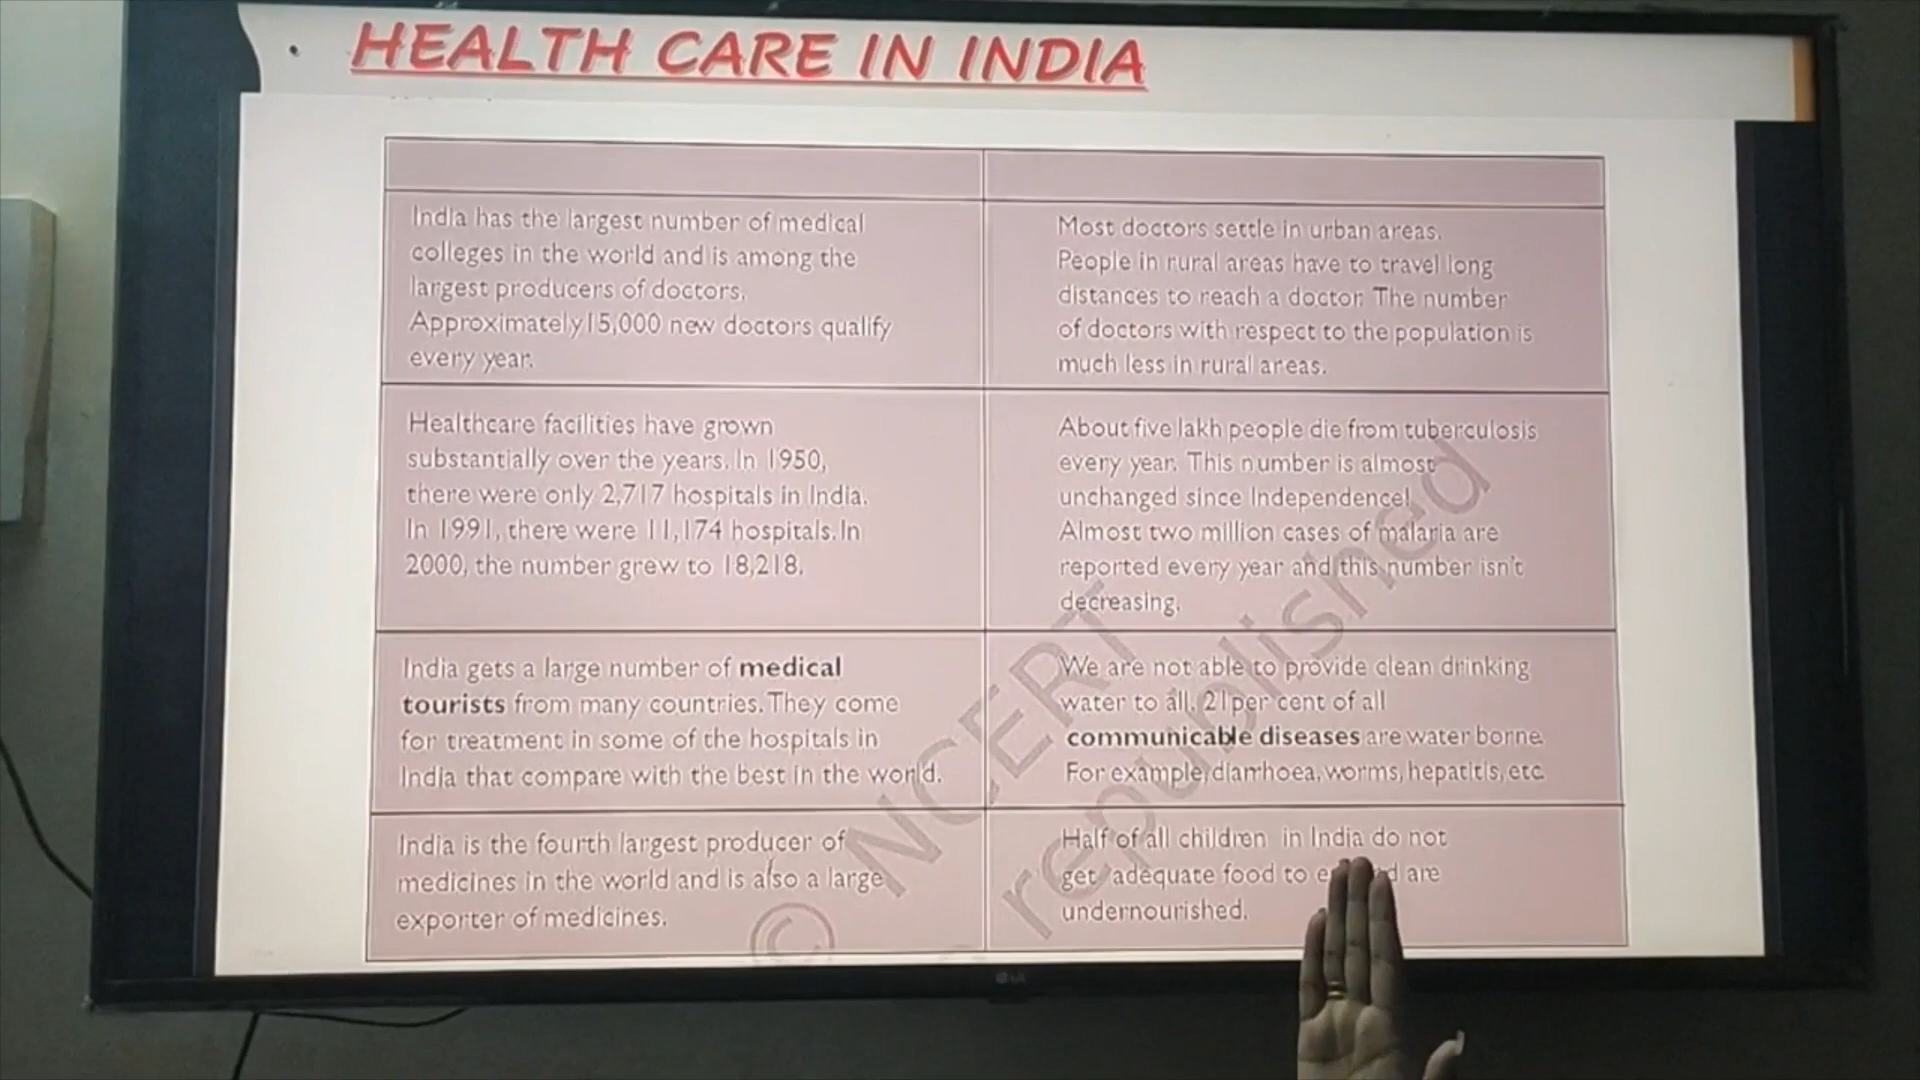 HEALTH CARE IN INDIA
India has the largest number of medical
colleges in the world and is among the
largest producers of doctors.
Approximately 15,000 new doctors qualify
every year.
Most doctors settle in urban areas.
People in rural areas have to travel long
distances to reach a doctor. The number
of doctors with respect to the population is
much less in rural areas.
Healthcare facilities have grown
substantially over the years. In 1950,
there were only 2,717 hospitals in India.
In 1991, there were 11,174 hospitals. In
2000, the number grew to 18,218.
About five lakh people die from tuberculosis
every year. This number is almost
unchanged since Independence!
Almost two million cases of malaria are
reported every year and this number isn't
decreasing.
India gets a large number of medical
tourists from many countries. They come
for treatment in some of the hospitals in
India that compare with the best in the world.
We are not able to provide clean drinking
water to all. 21 per cent of all
communicable diseases are water borne.
For example, diarrhoea, worms, hepatitis, etc.
India is the fourth largest producer of
medicines in the world and is also a large
exporter of medicines.
Half of all children in India do not
get adequate food to are
undernourished.
© NCERT
republished
LG